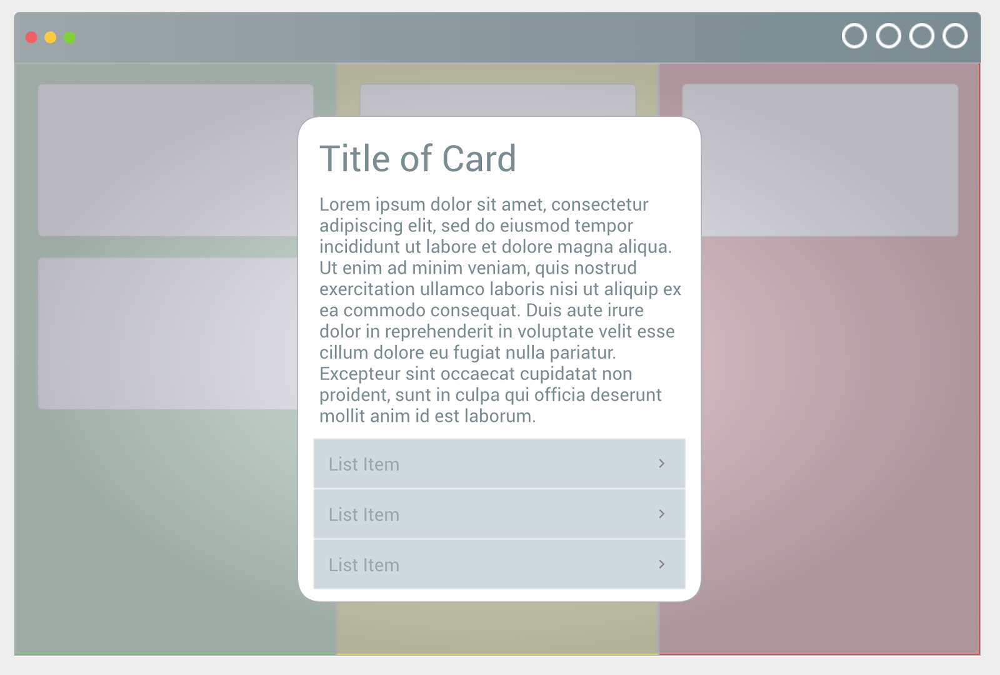 Title of Card
Lorem ipsum dolor sit amet, consectetur
adipiscing elit, sed do eiusmod tempor
incididunt ut labore et dolore magna aliqua.
Ut enim ad minim veniam, quis nostrud
exercitation ullamco laboris nisi ut aliquip ex
ea commodo consequat. Duis aute irure
dolor in reprehenderit in voluptate velit esse
cillum dolore eu fugiat nulla pariatur.
Excepteur sint occaecat cupidatat non
proident, sunt in culpa qui officia deserunt
mollit anim id est laborum.
List Item
List Item
List Item